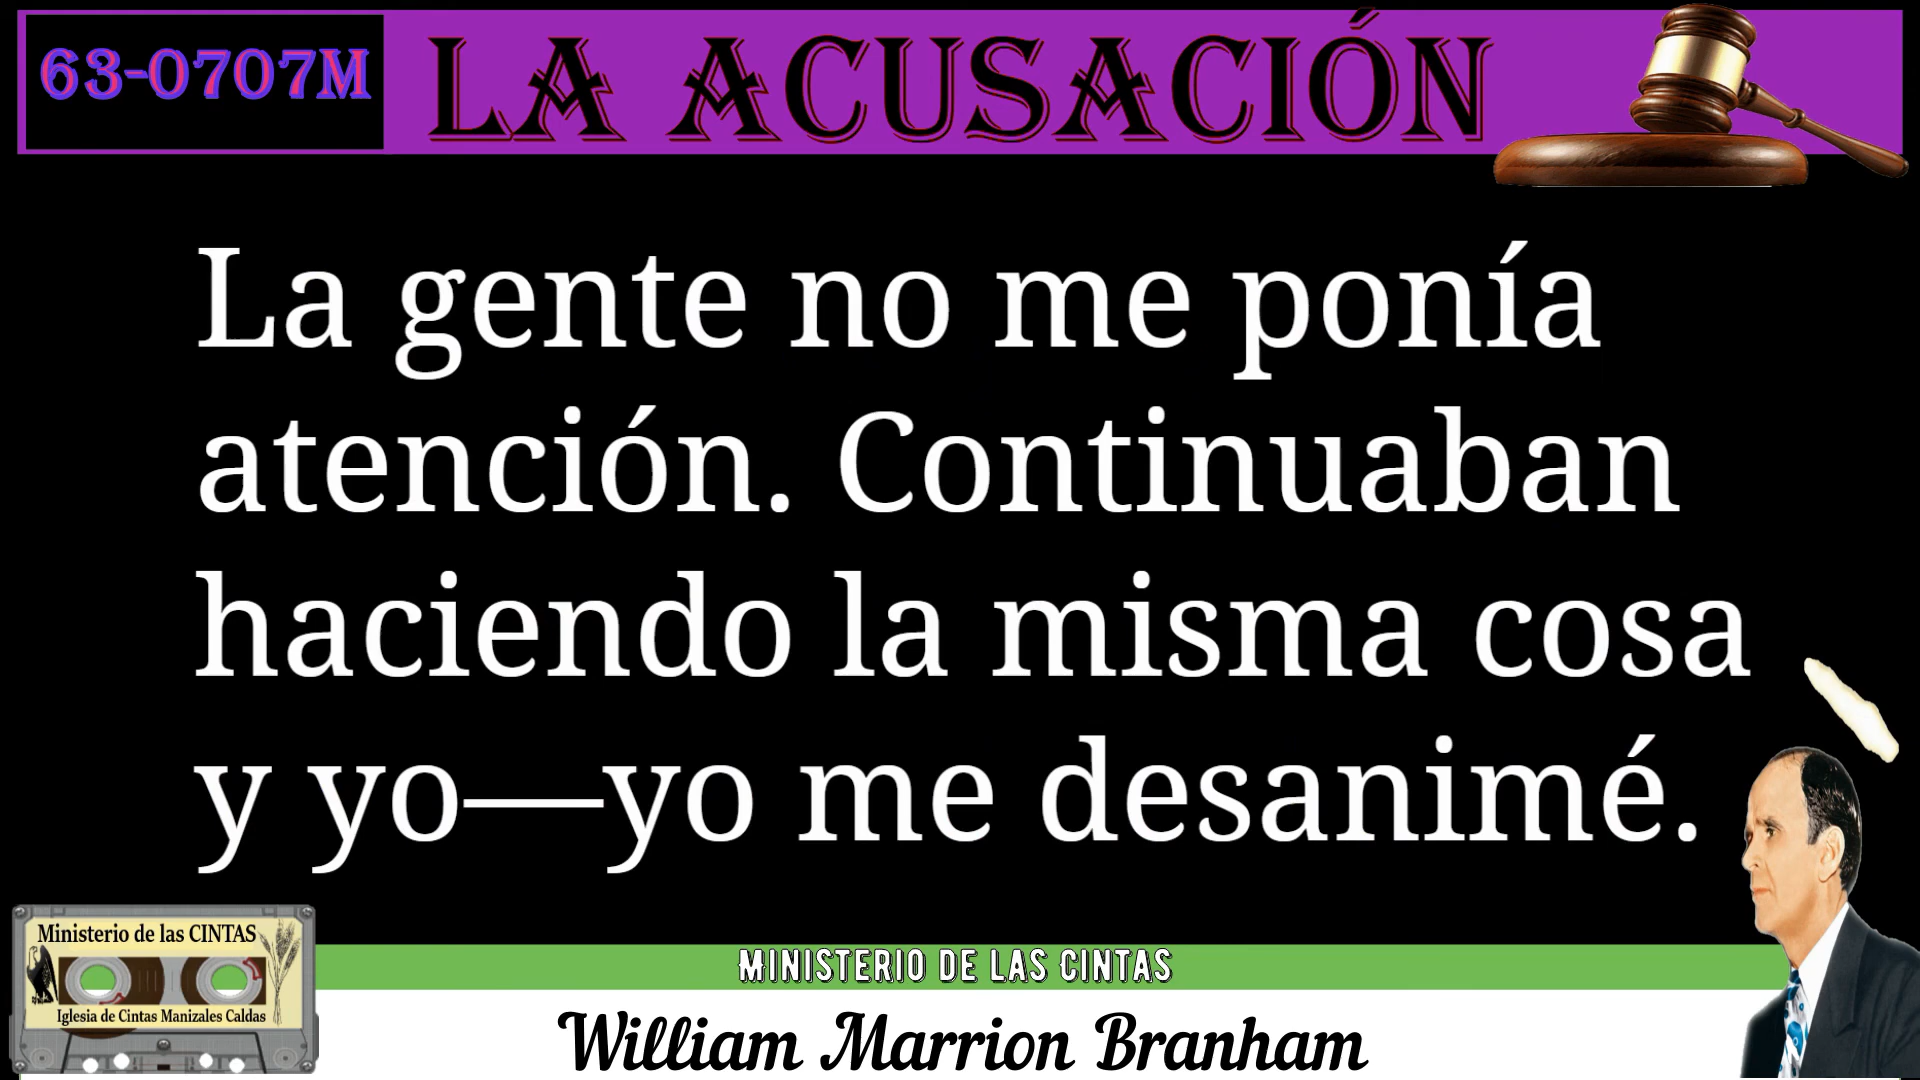 63-0707M
LA ACUSACIÓN
La gente no me ponía
atención. Continuaban
haciendo la misma cosa
y yo—yo me desanimé.
Ministerio de las CINTAS
Iglesia de Cintas Manizales Caldas
MINISTERIO DE LAS CINTAS
William Marrion Branham